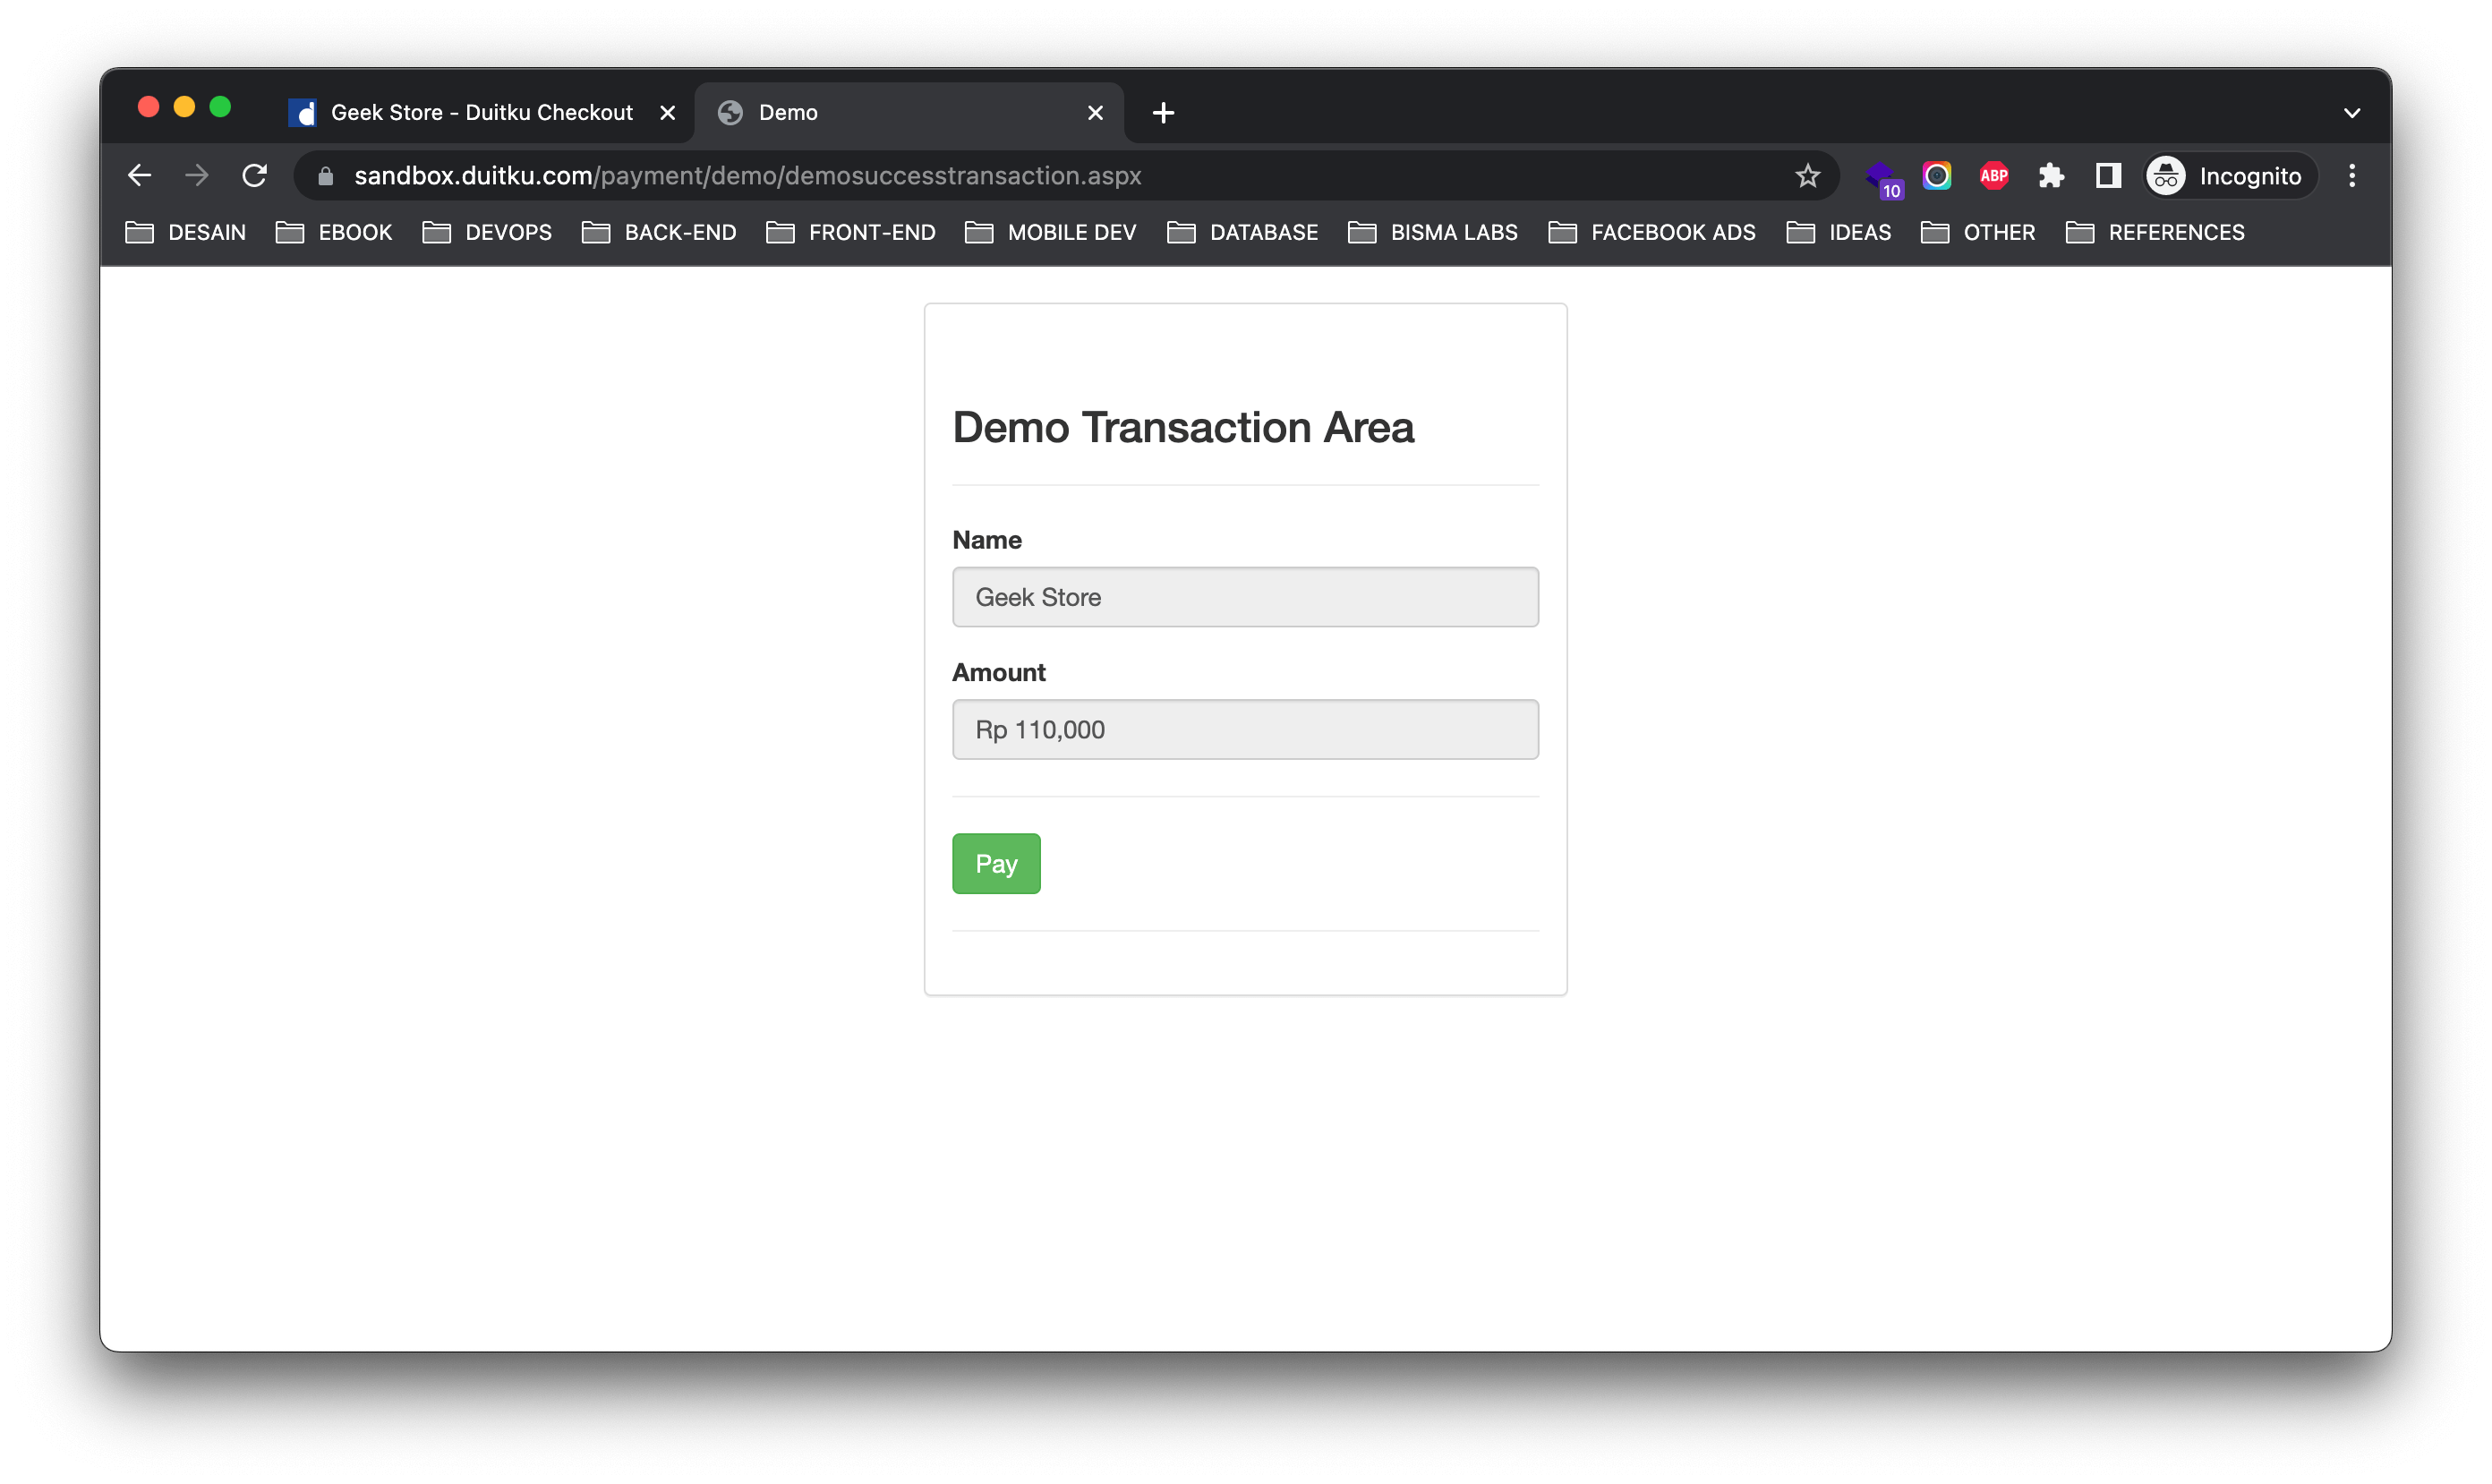 Geek Store - Duitku Checkout
Demo
sandbox.duitku.com/payment/demo/demosuccesstransaction.aspx
10
ABP
Incognito
DESAIN EBOOK DEVOPS BACK-END FRONT-END MOBILE DEV DATABASE BISMA LABS FACEBOOK ADS IDEAS OTHER REFERENCES
Demo Transaction Area
Name
Geek Store
Amount
Rp 110,000
Pay